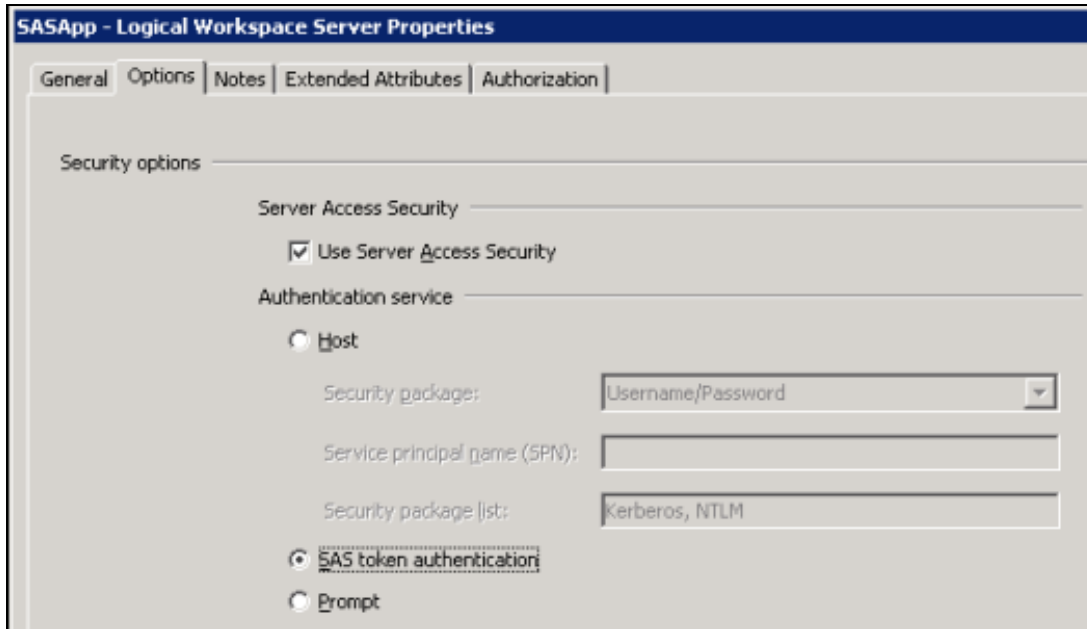 SASApp - Logical Workspace Server Properties
General Options Notes Extended Attributes Authorization
Security options
Server Access Security
Use Server Access Security
Authentication service
Host
Security package: Username/Password
Service principal name (SPN):
Security package list: Kerberos, NTLM
SAS token authentication
Prompt